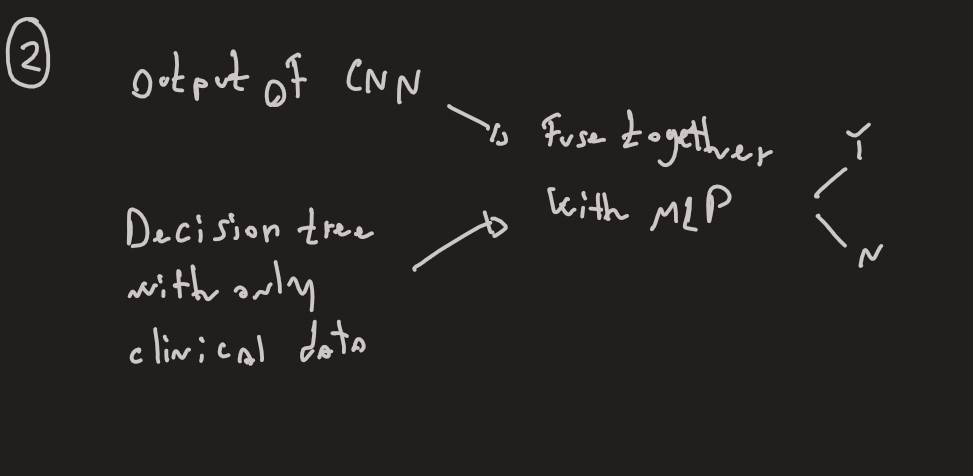 2
Output of CNN
Fuse together
with MLP
Y
N
Decision tree
with only
clinical data